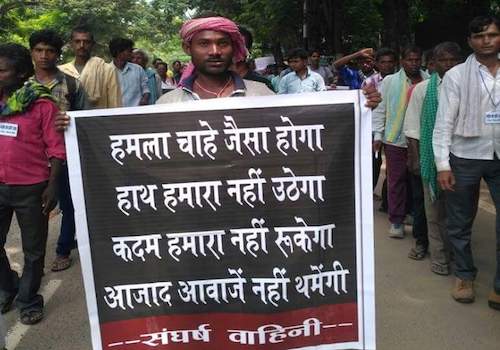 हमला चाहे जैसा होगा
हाथ हमारा नहीं उठेगा
कदम हमारा नहीं रूकेगा
आजाद आवाजें नहीं थमेंगी
संघर्ष वाहिनी